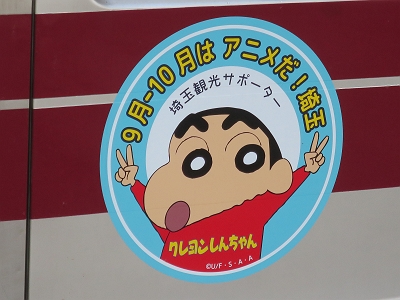 9月-10月は アニメだ!埼玉
埼玉観光サポーター
クレヨンしんちゃん
©U/F・S・A・A